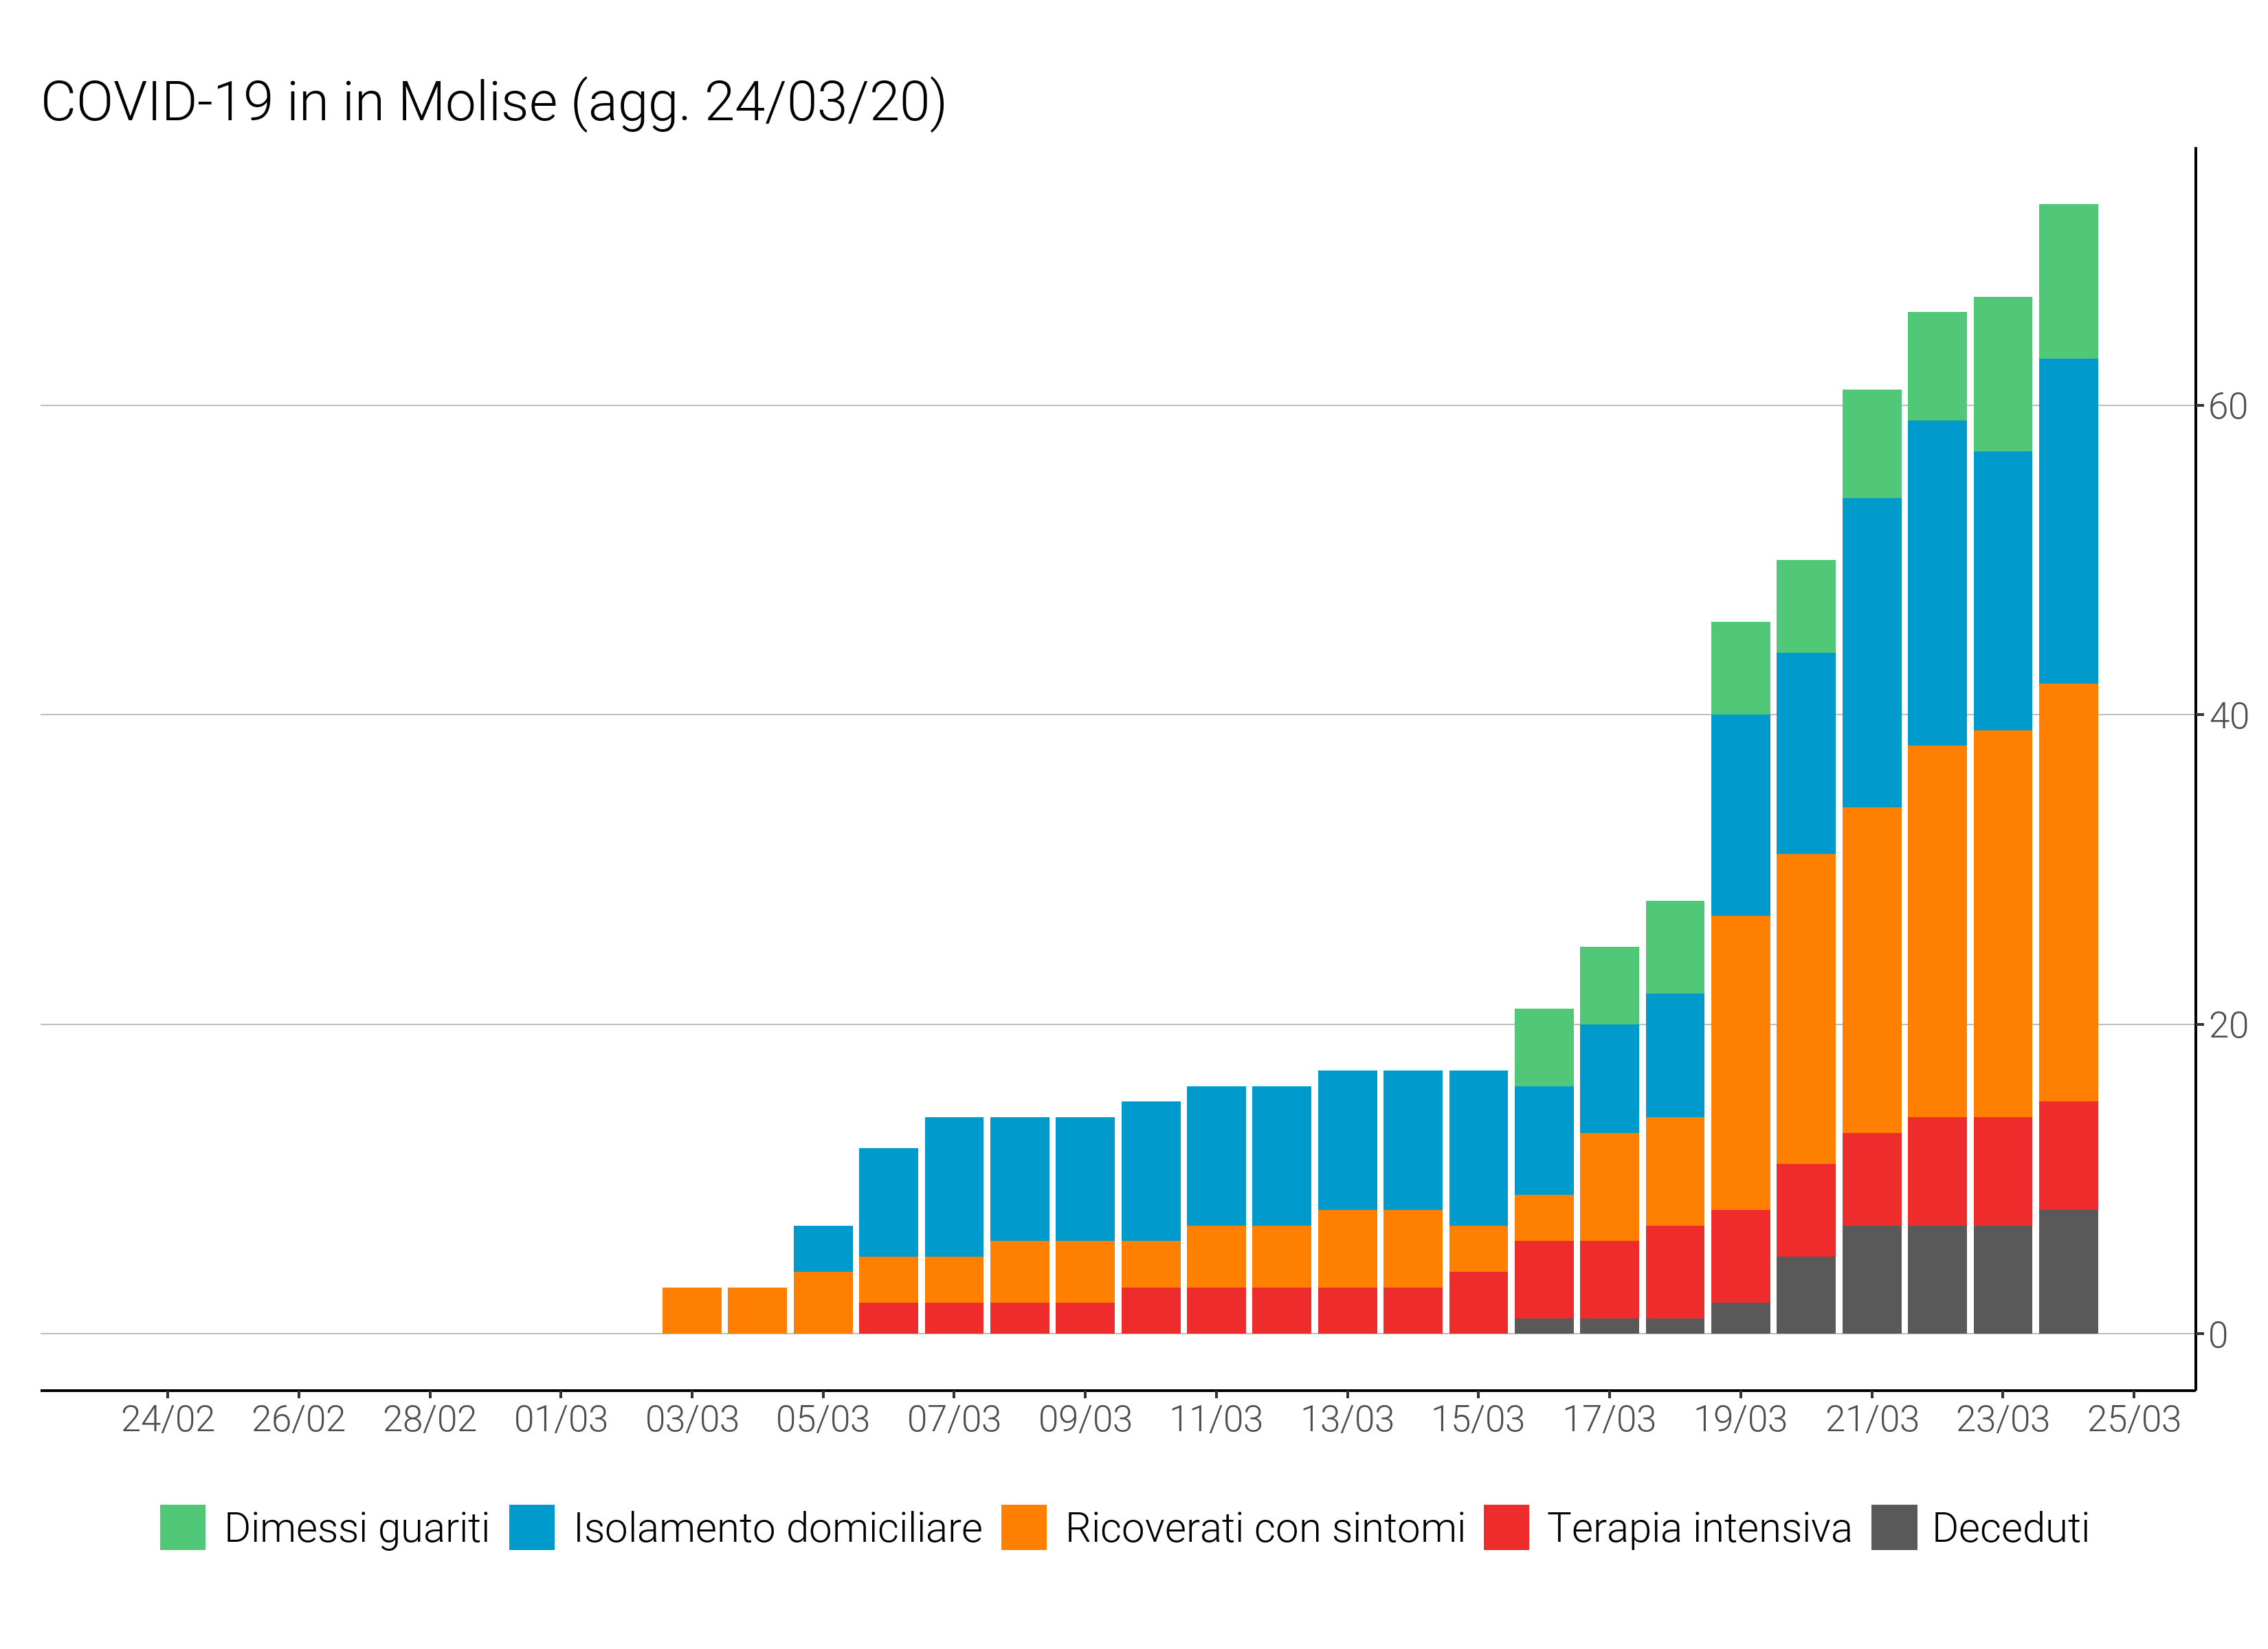 COVID-19 in in Molise (agg. 24/03/20)
60
40
20
0
24/02 26/02 28/02 01/03 03/03 05/03 07/03 09/03 11/03 13/03 15/03 17/03 19/03 21/03 23/03 25/03
Dimessi guariti Isolamento domiciliare Ricoverati con sintomi Terapia intensiva Deceduti